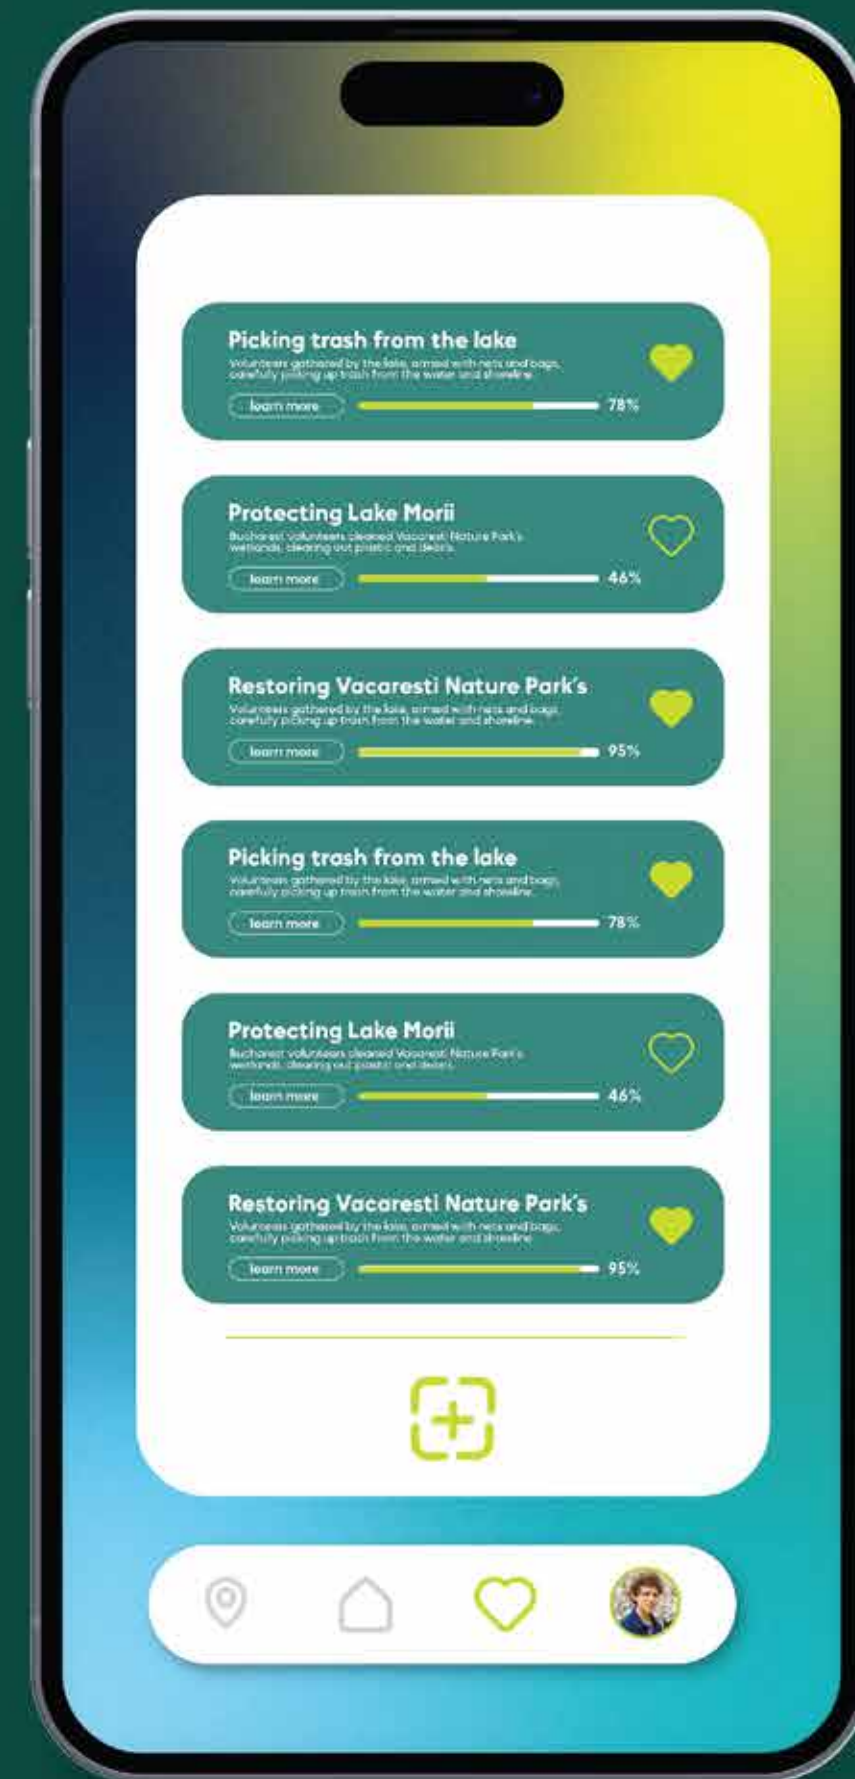 Picking trash from the lake
Volunteers gathered by the lake, armed with nets and bags,
carefully picking up trash from the water and shoreline.
learn more
78%
Protecting Lake Morii
Bucharest volunteers cleaned Vacaresti Nature Park's
wetlands, clearing out plastic and debris.
learn more
46%
Restoring Vacaresti Nature Park's
Volunteers gathered by the lake, armed with nets and bags,
carefully picking up trash from the water and shoreline.
learn more
95%
Picking trash from the lake
Volunteers gathered by the lake, armed with nets and bags,
carefully picking up trash from the water and shoreline.
learn more
78%
Protecting Lake Morii
Bucharest volunteers cleaned Vacaresti Nature Park's
wetlands, clearing out plastic and debris.
learn more
46%
Restoring Vacaresti Nature Park's
Volunteers gathered by the lake, armed with nets and bags,
carefully picking up trash from the water and shoreline.
learn more
95%